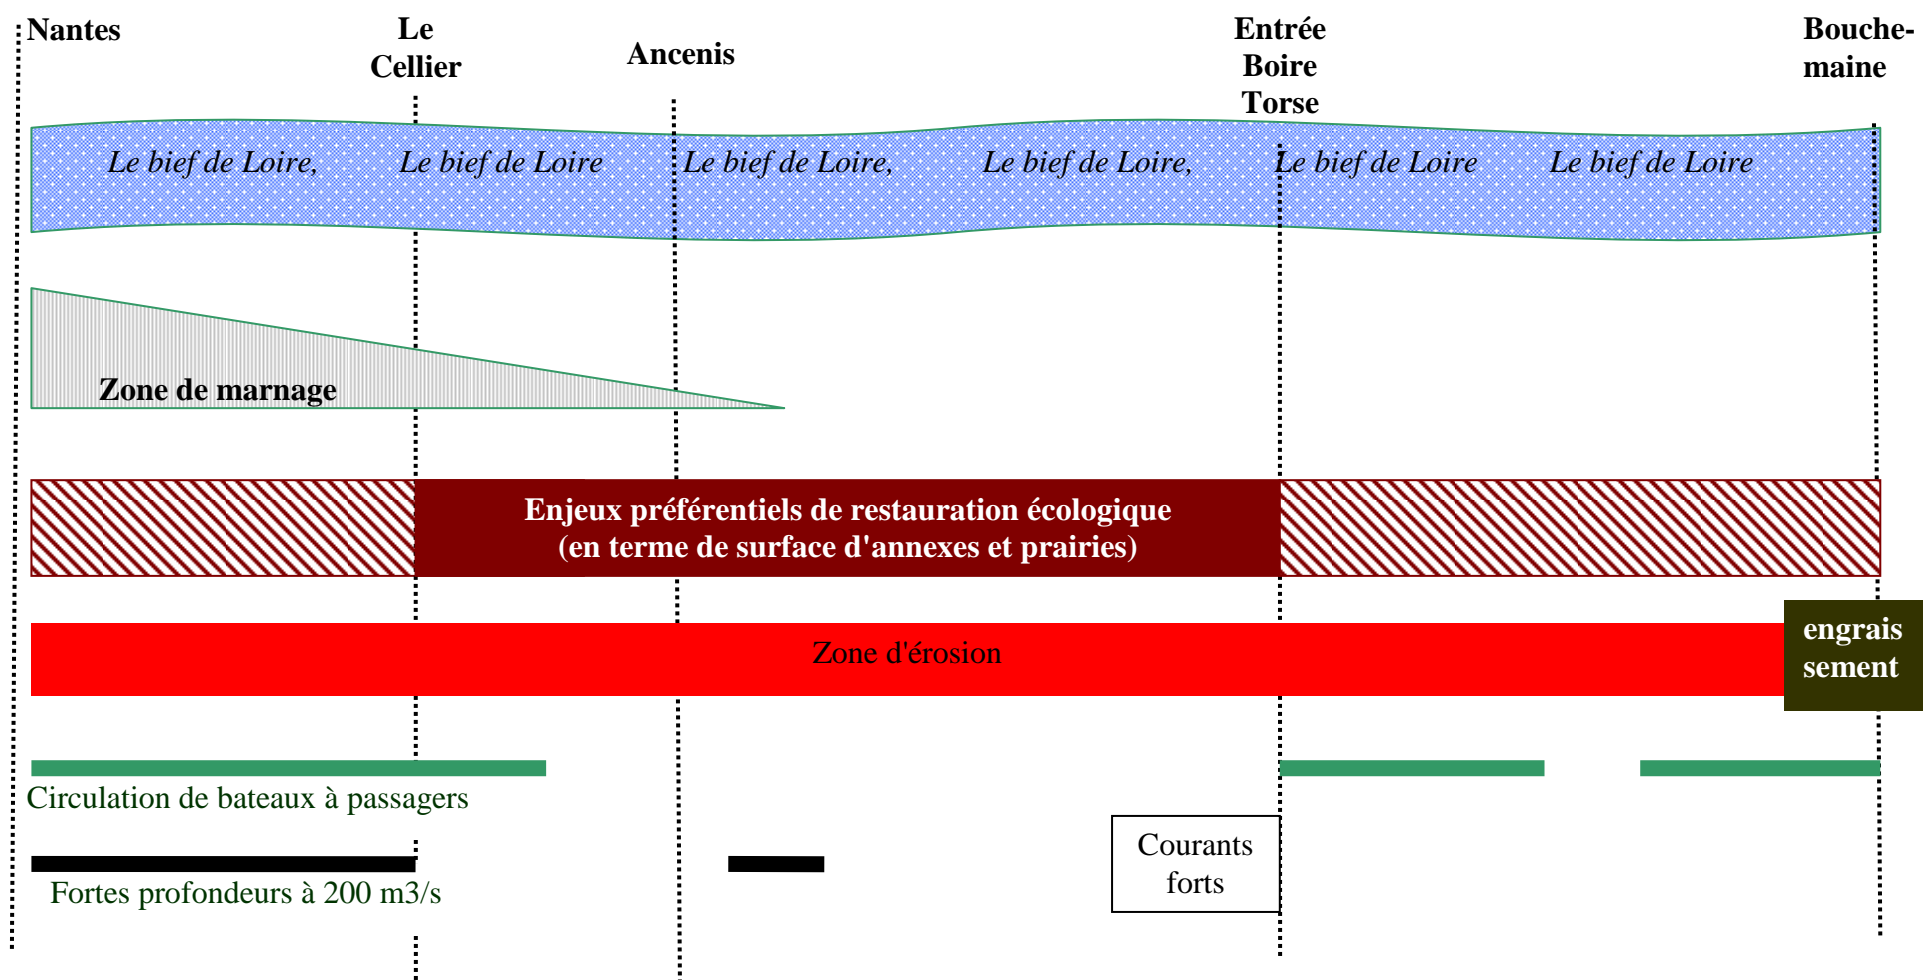 Nantes
Le
Cellier
Ancenis
Entrée
Boire
Torse
Bouche-
maine
Le bief de Loire, Le bief de Loire Le bief de Loire, Le bief de Loire, Le bief de Loire Le bief de Loire
Zone de marnage
Enjeux préférentiels de restauration écologique
(en terme de surface d'annexes et prairies)
Zone d'érosion
engrais
sement
Circulation de bateaux à passagers
Courants
forts
Fortes profondeurs à 200 m3/s